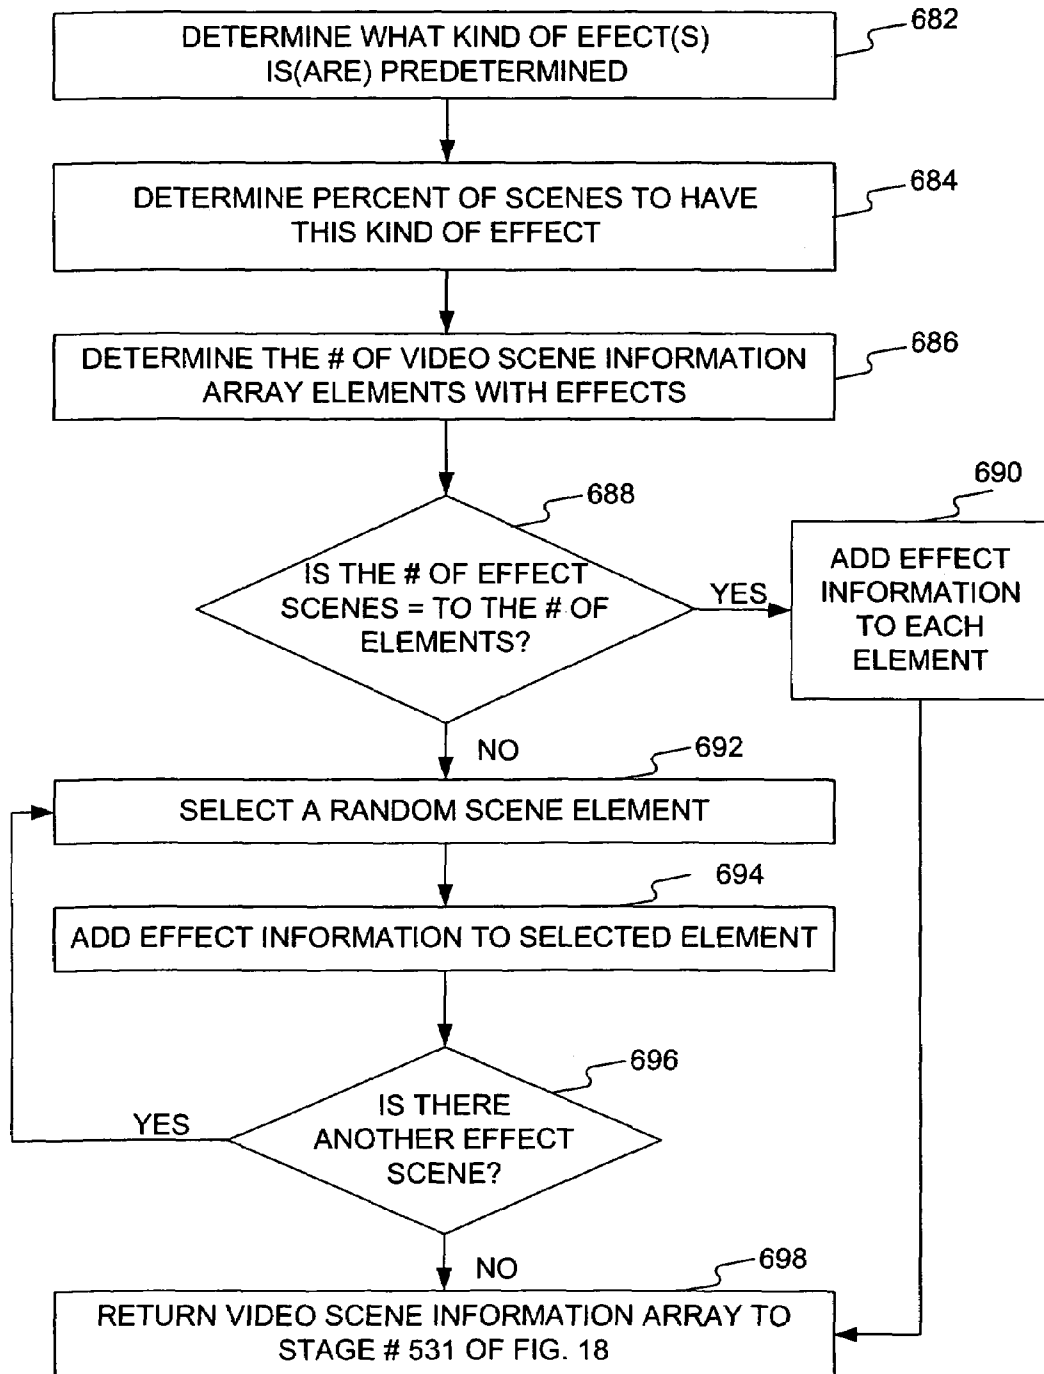 DETERMINE WHAT KIND OF EFECT(S)
IS(ARE) PREDETERMINED
682
DETERMINE PERCENT OF SCENES TO HAVE
THIS KIND OF EFFECT
684
DETERMINE THE # OF VIDEO SCENE INFORMATION
ARRAY ELEMENTS WITH EFFECTS
686
688
IS THE # OF EFFECT
SCENES = TO THE # OF
ELEMENTS?
YES
690
ADD EFFECT
INFORMATION
TO EACH
ELEMENT
NO
692
SELECT A RANDOM SCENE ELEMENT
694
ADD EFFECT INFORMATION TO SELECTED ELEMENT
696
IS THERE
ANOTHER EFFECT
SCENE?
YES
NO
698
RETURN VIDEO SCENE INFORMATION ARRAY TO
STAGE # 531 OF FIG. 18